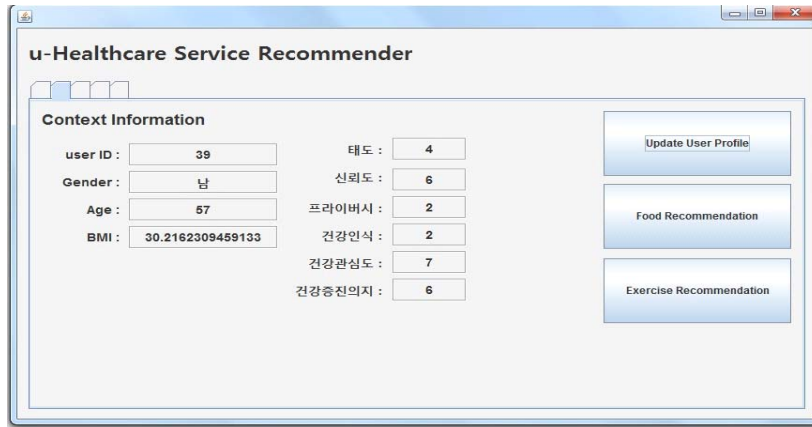 u-Healthcare Service Recommender
Context Information
user ID : 39
Gender : 남
Age : 57
BMI : 30.2162309459133
태도 : 4
신뢰도 : 6
프라이버시 : 2
건강인식 : 2
건강관심도 : 7
건강증진의지 : 6
Update User Profile
Food Recommendation
Exercise Recommendation